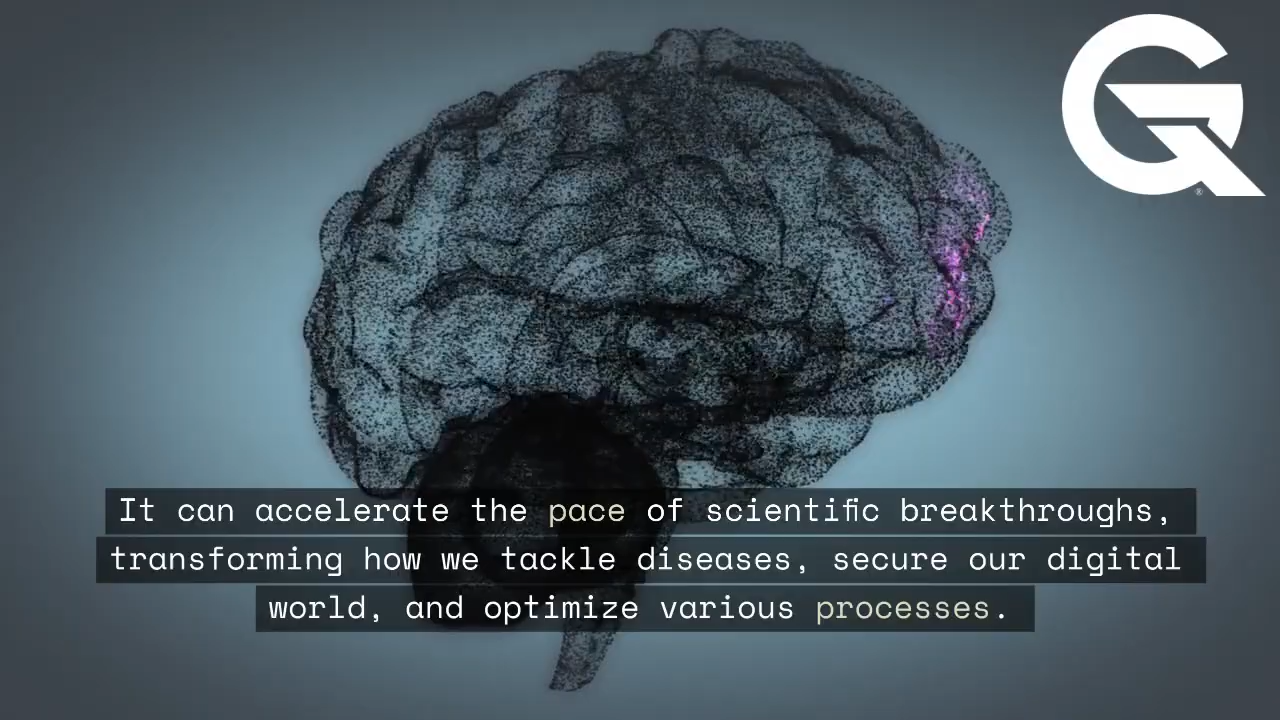 It can accelerate the pace of scientific breakthroughs,
transforming how we tackle diseases, secure our digital
world, and optimize various processes.